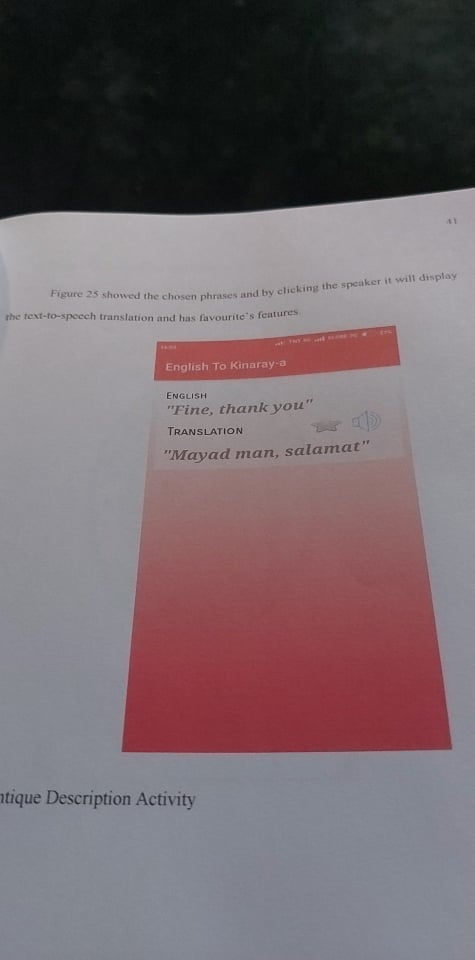 41
Figure 25 showed the chosen phrases and by clicking the speaker it will display
the text-to-speech translation and has favourite's features.
English To Kinaray-a
ENGLISH
"Fine, thank you"
TRANSLATION
"Mayad man, salamat"
ntique Description Activity